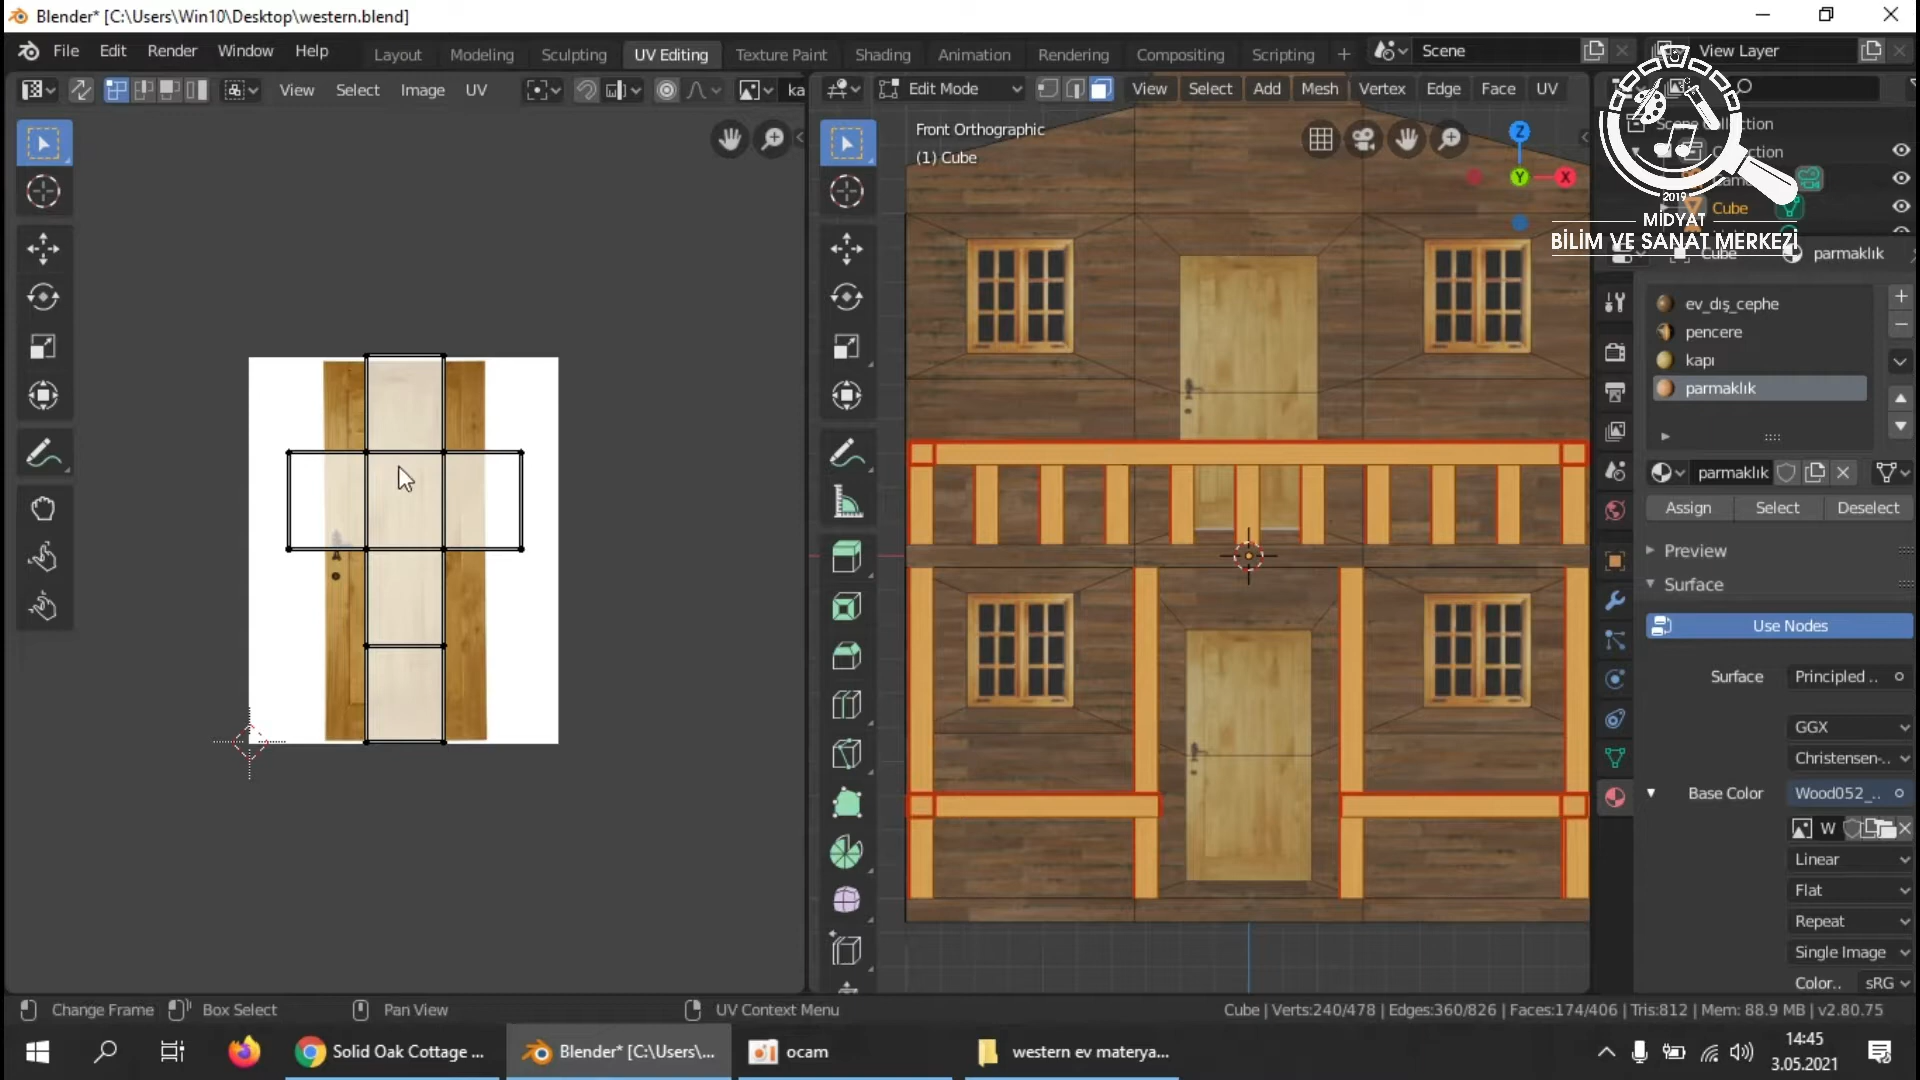 Blender* [C:\Users\Win10\Desktop\western.blend]
File Edit Render Window Help Layout Modeling Sculpting UV Editing Texture Paint Shading Animation Rendering Compositing Scripting + Scene View Layer
View Select Image UV ka Edit Mode View Select Add Mesh Vertex Edge Face UV
Front Orthographic
(1) Cube
Z
Y
X
Collection
Cube
2019
MİDYAT
BİLİM VE SANAT MERKEZİ
Cube parmaklık
ev_dış_cephe
pencere
kapı
parmaklık
parmaklık
Assign Select Deselect
Preview
Surface
Use Nodes
Surface Principled ..
GGX
Christensen-..
Base Color Wood052_..
W
Linear
Flat
Repeat
Single Image
Color.. sRG
Change Frame Box Select Pan View UV Context Menu Cube | Verts:240/478 | Edges:360/826 | Faces:174/406 | Tris:812 | Mem: 88.9 MB | v2.80.75
Solid Oak Cottage ... Blender* [C:\Users\... ocam western ev materya... 14:45
3.05.2021